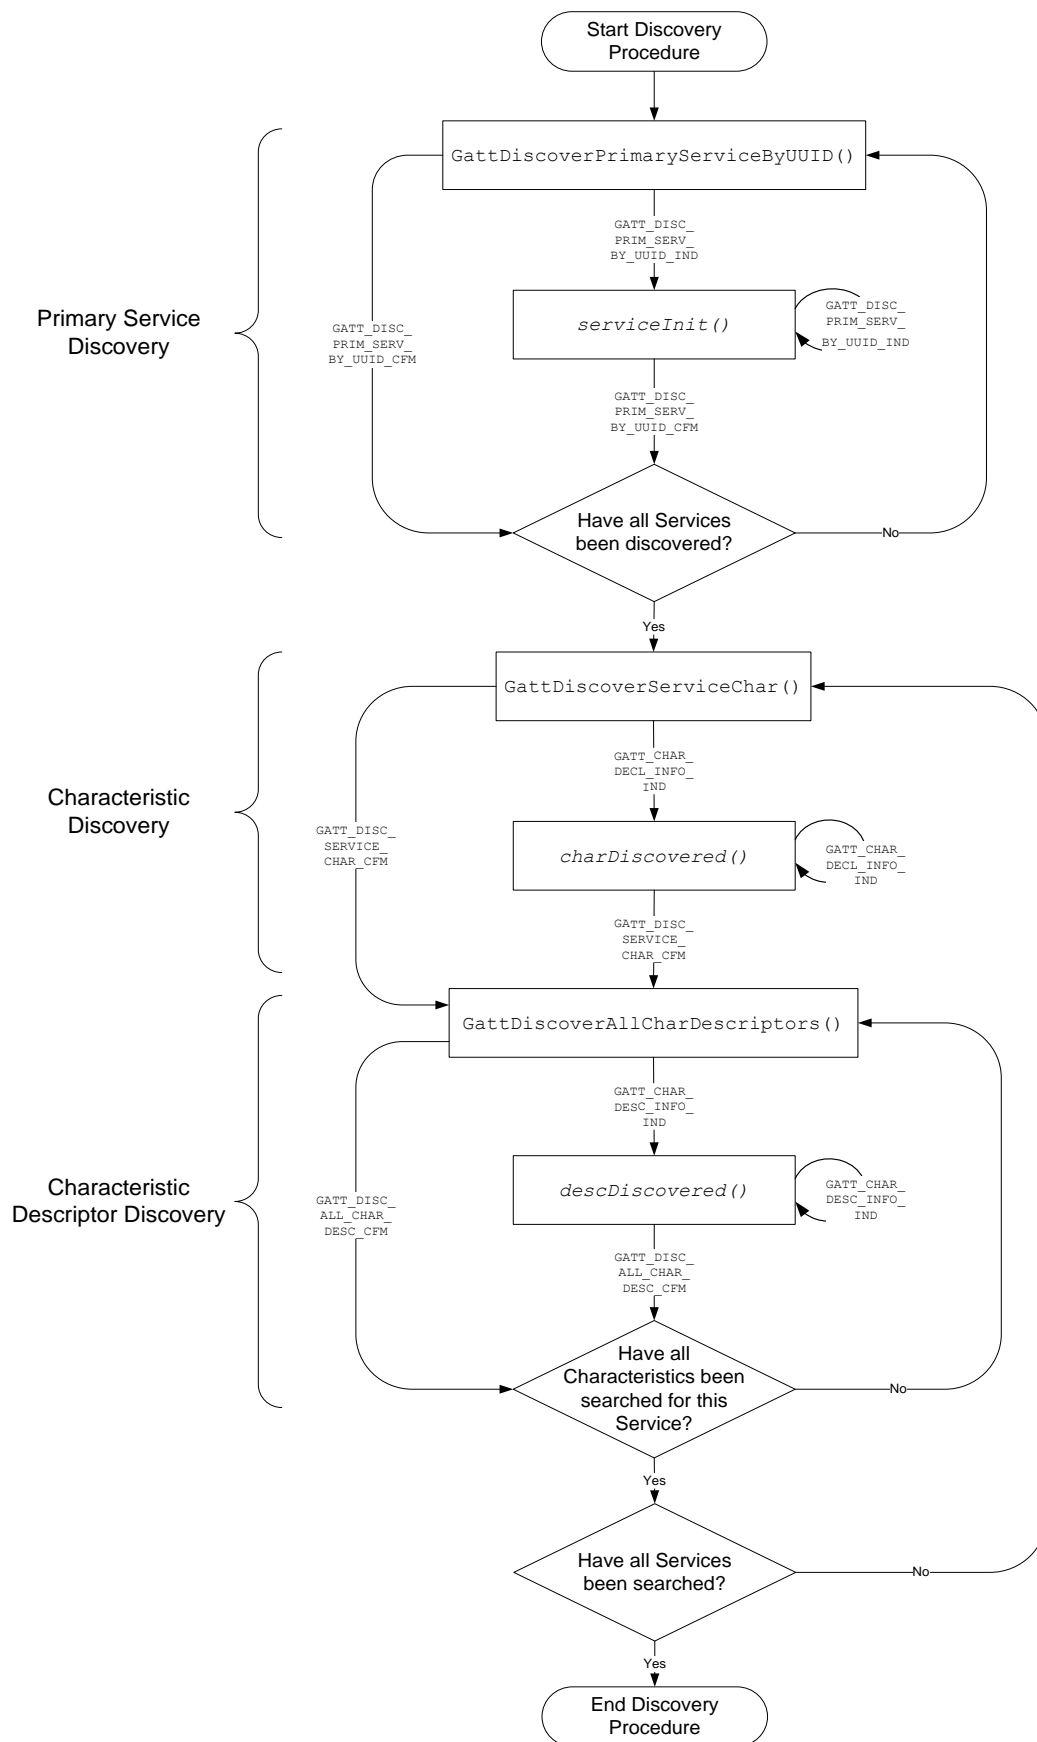 Start Discovery
Procedure
GattDiscoverPrimaryServiceByUUID()
GATT_DISC_
PRIM_SERV_
BY_UUID_IND
Primary Service
Discovery
serviceInit()
GATT_DISC_
PRIM_SERV_
BY_UUID_IND
GATT_DISC_
PRIM_SERV_
BY_UUID_CFM
GATT_DISC_
PRIM_SERV_
BY_UUID_CFM
Have all Services
been discovered?
No
Yes
GattDiscoverServiceChar()
GATT_CHAR_
DECL_INFO_
IND
Characteristic
Discovery
GATT_DISC_
SERVICE_
CHAR_CFM
charDiscovered()
GATT_CHAR_
DECL_INFO_
IND
GATT_DISC_
SERVICE_
CHAR_CFM
GattDiscoverAllCharDescriptors()
GATT_CHAR_
DESC_INFO_
IND
Characteristic
Descriptor Discovery
GATT_DISC_
ALL_CHAR_
DESC_CFM
descDiscovered()
GATT_CHAR_
DESC_INFO_
IND
GATT_DISC_
ALL_CHAR_
DESC_CFM
Have all
Characteristics been
searched for this
Service?
No
Yes
Have all Services
been searched?
No
Yes
End Discovery
Procedure